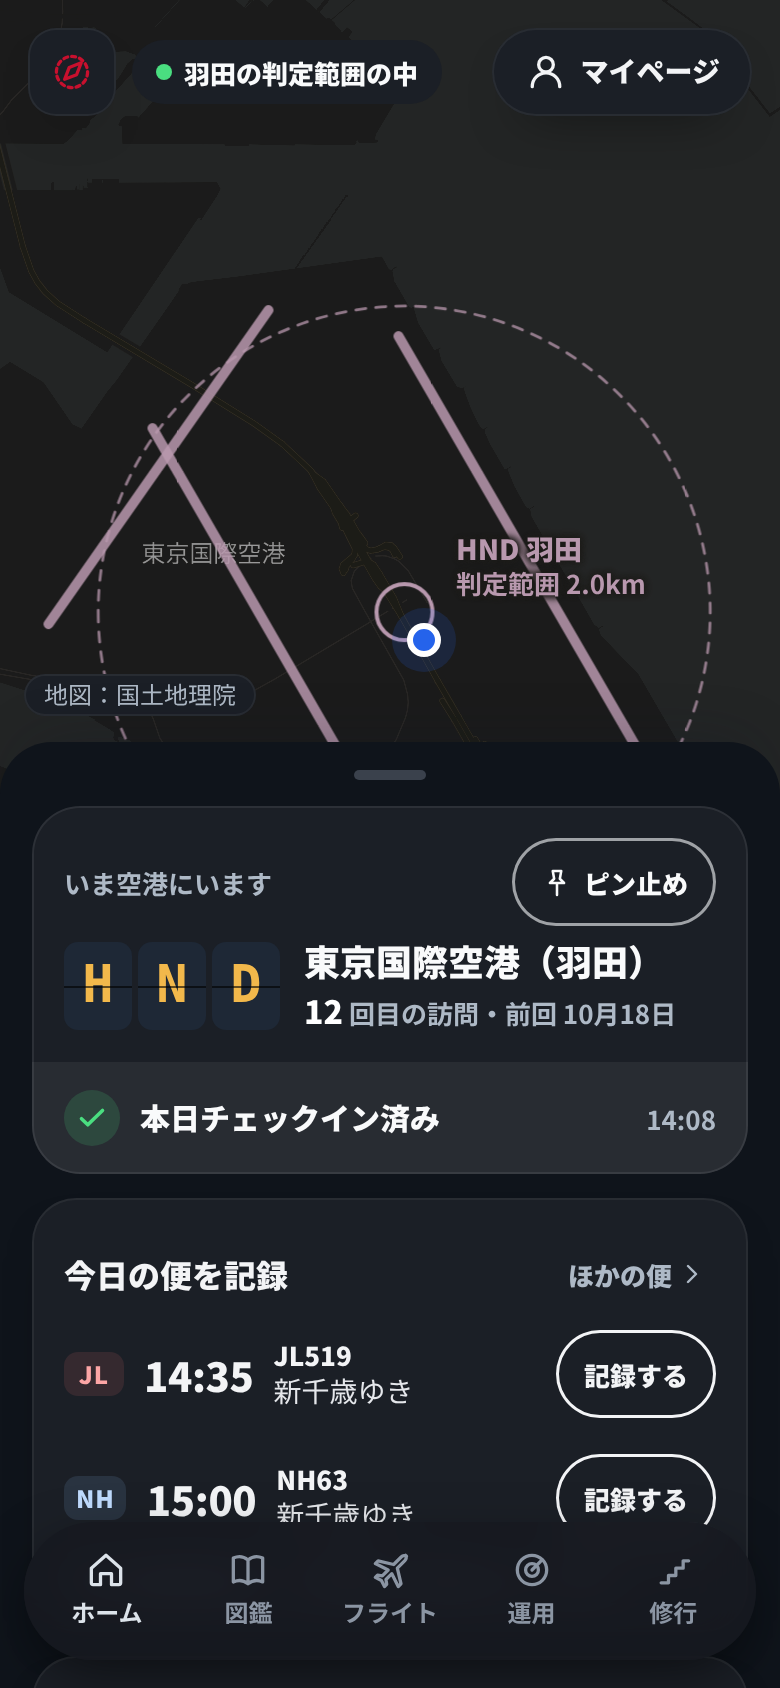 羽田の判定範囲の中
マイページ
東京国際空港
HND 羽田
判定範囲 2.0km
地図：国土地理院
いま空港にいます
ピン止め
HND
東京国際空港（羽田）
12 回目の訪問・前回 10月18日
本日チェックイン済み
14:08
今日の便を記録
ほかの便
JL
14:35
JL519
新千歳ゆき
記録する
NH
15:00
NH63
新千歳ゆき
記録する
ホーム
図鑑
フライト
運用
修行